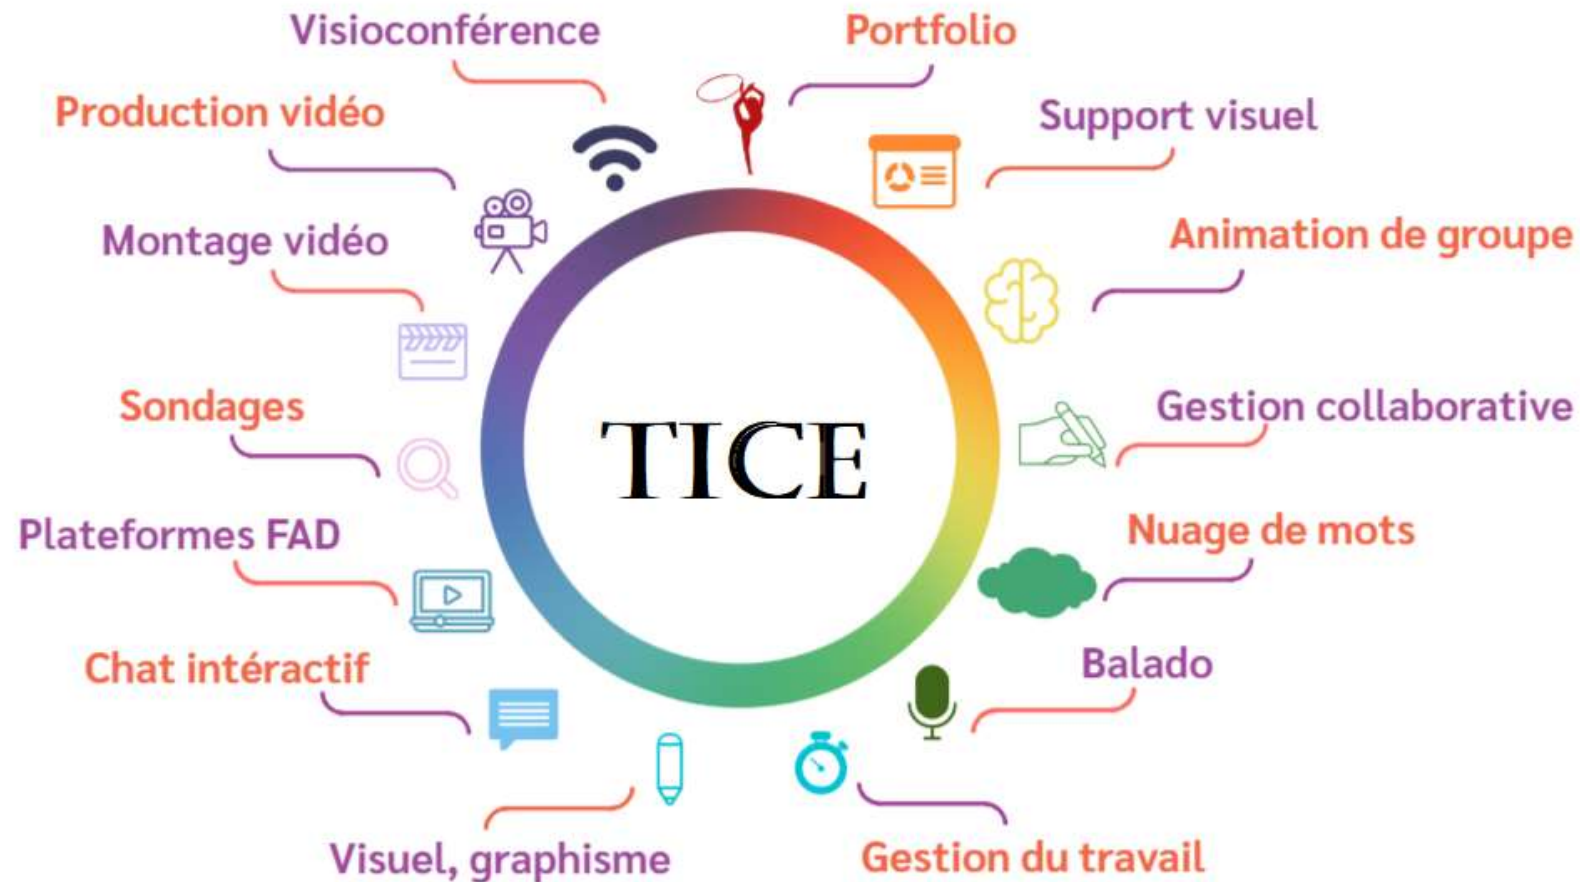 Visioconférence
Portfolio
Production vidéo
Support visuel
Montage vidéo
Animation de groupe
Sondages
Gestion collaborative
TICE
Plateformes FAD
Nuage de mots
Chat intéractif
Balado
Visuel, graphisme
Gestion du travail